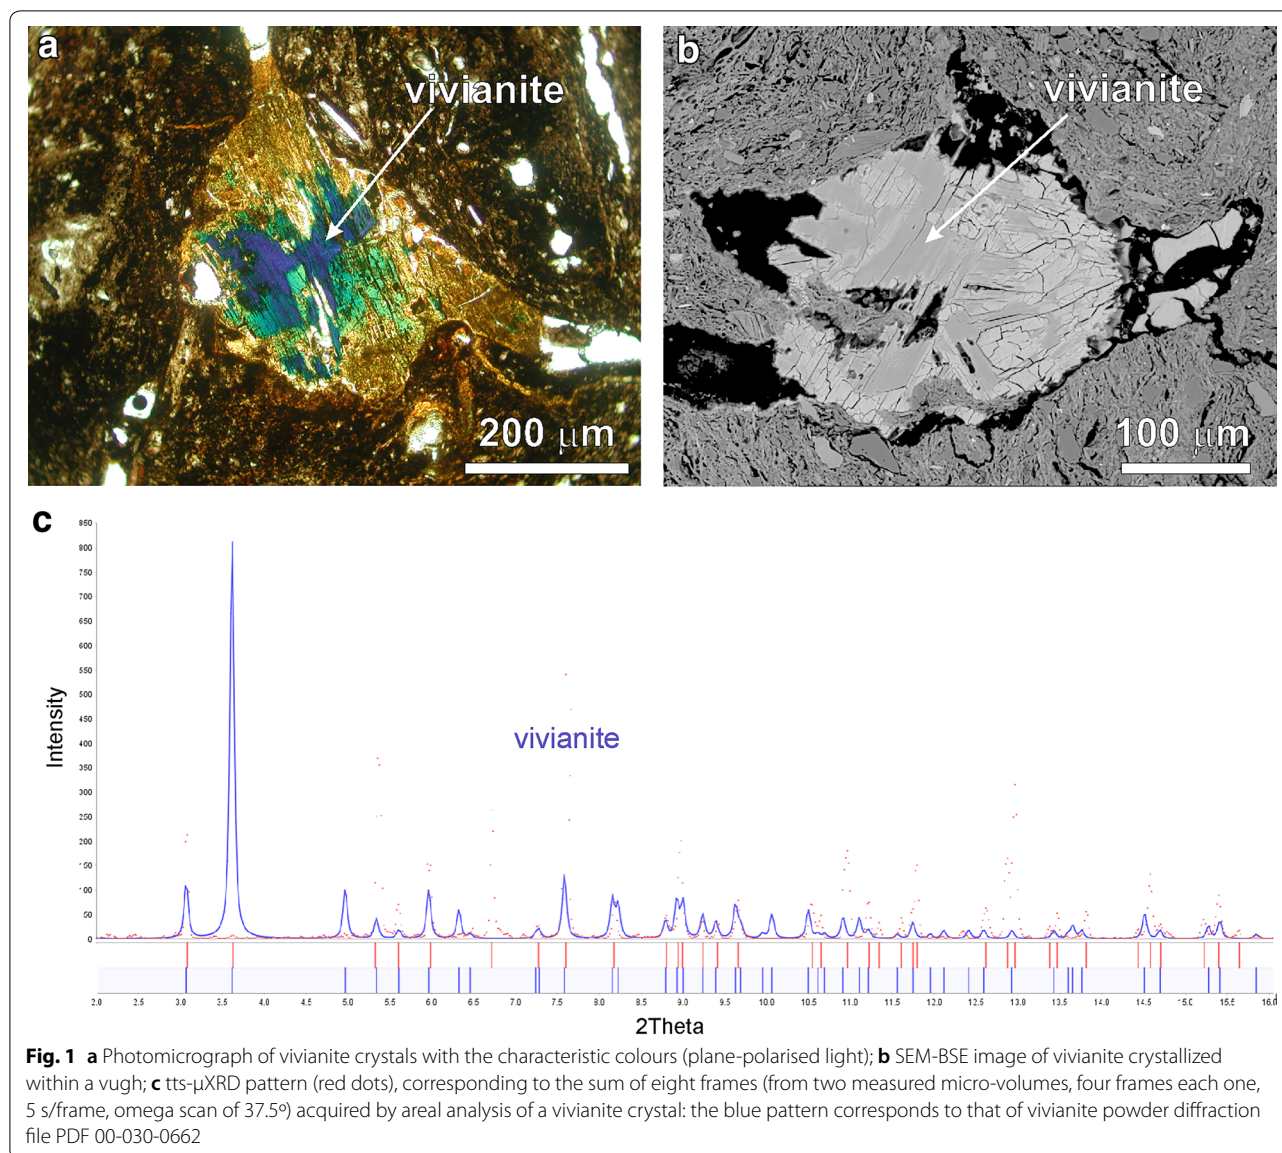 a
vivianite
200 μm
b
vivianite
100 μm
c
850
800
750
700
650
600
550
500
450
400
350
300
250
200
150
100
50
0
Intensity
vivianite
2.0 2.5 3.0 3.5 4.0 4.5 5.0 5.5 6.0 6.5 7.0 7.5 8.0 8.5 9.0 9.5 10.0 10.5 11.0 11.5 12.0 12.5 13.0 13.5 14.0 14.5 15.0 15.5 16.0
2Theta
Fig. 1 a Photomicrograph of vivianite crystals with the characteristic colours (plane-polarised light); b SEM-BSE image of vivianite crystallized
within a vugh; c tts-μXRD pattern (red dots), corresponding to the sum of eight frames (from two measured micro-volumes, four frames each one,
5 s/frame, omega scan of 37.5º) acquired by areal analysis of a vivianite crystal: the blue pattern corresponds to that of vivianite powder diffraction
file PDF 00-030-0662